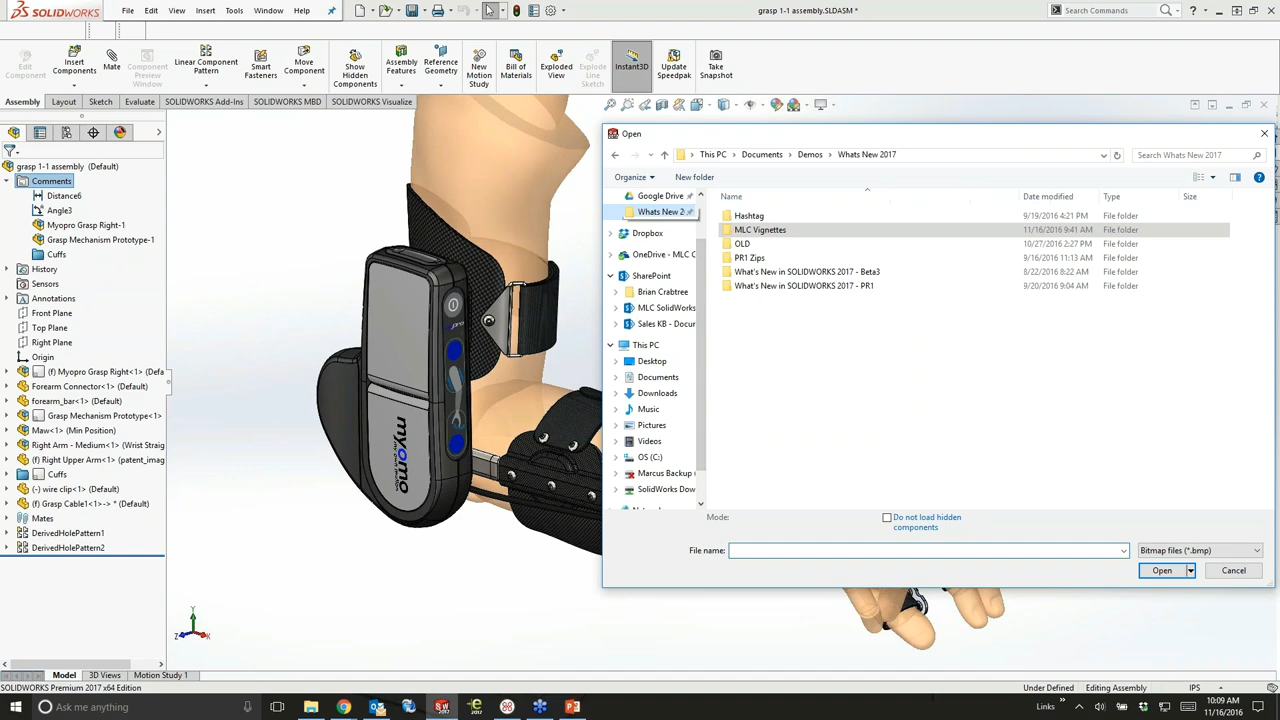 SOLIDWORKS
File
Edit
View
Insert
Tools
Window
Help
grasp 1-1 assembly.SLDASM *
Search Commands
Edit
Component
Insert
Components
Mate
Component
Preview
Window
Linear Component
Pattern
Smart
Fasteners
Move
Component
Show
Hidden
Components
Assembly
Features
Reference
Geometry
New
Motion
Study
Bill of
Materials
Exploded
View
Explode
Line
Sketch
Instant3D
Update
Speedpak
Take
Snapshot
Assembly
Layout
Sketch
Evaluate
SOLIDWORKS Add-Ins
SOLIDWORKS MBD
SOLIDWORKS Visualize
grasp 1-1 assembly (Default)
Comments
Distance6
Angle3
Myopro Grasp Right-1
Grasp Mechanism Prototype-1
Cuffs
History
Sensors
Annotations
Front Plane
Top Plane
Right Plane
Origin
(f) Myopro Grasp Right<1> (Defa
Forearm Connector<1> (Default)
forearm_bar<1> (Default)
Grasp Mechanism Prototype<1>
Maw<1> (Min Position)
Right Arm - Medium<1> (Wrist Straig
(f) Right Upper Arm<1> (patent_imag
Cuffs
(-) wire clip<1> (Default)
(f) Grasp Cable1<1>-> * (Default)
Mates
DerivedHolePattern1
DerivedHolePattern2
myomo
Y
Z
X
Open
This PC
Documents
Demos
Whats New 2017
Search Whats New 2017
Organize
New folder
Google Drive
Whats New 2
Dropbox
OneDrive - MLC C
SharePoint
Brian Crabtree
MLC SolidWorks
Sales KB - Docur
This PC
Desktop
Documents
Downloads
Music
Pictures
Videos
OS (C:)
Marcus Backup
SolidWorks Dow
Name
Date modified
Type
Size
Hashtag 9/19/2016 4:21 PM File folder
MLC Vignettes 11/16/2016 9:41 AM File folder
OLD 10/27/2016 2:27 PM File folder
PR1 Zips 9/16/2016 11:13 AM File folder
What's New in SOLIDWORKS 2017 - Beta3 8/22/2016 8:22 AM File folder
What's New in SOLIDWORKS 2017 - PR1 9/20/2016 9:04 AM File folder
Mode:
Do not load hidden
components
File name:
Bitmap files (*.bmp)
Open
Cancel
Model
3D Views
Motion Study 1
SOLIDWORKS Premium 2017 x64 Edition
Under Defined
Editing Assembly
IPS
Ask me anything
Links
10:09 AM
11/16/2016